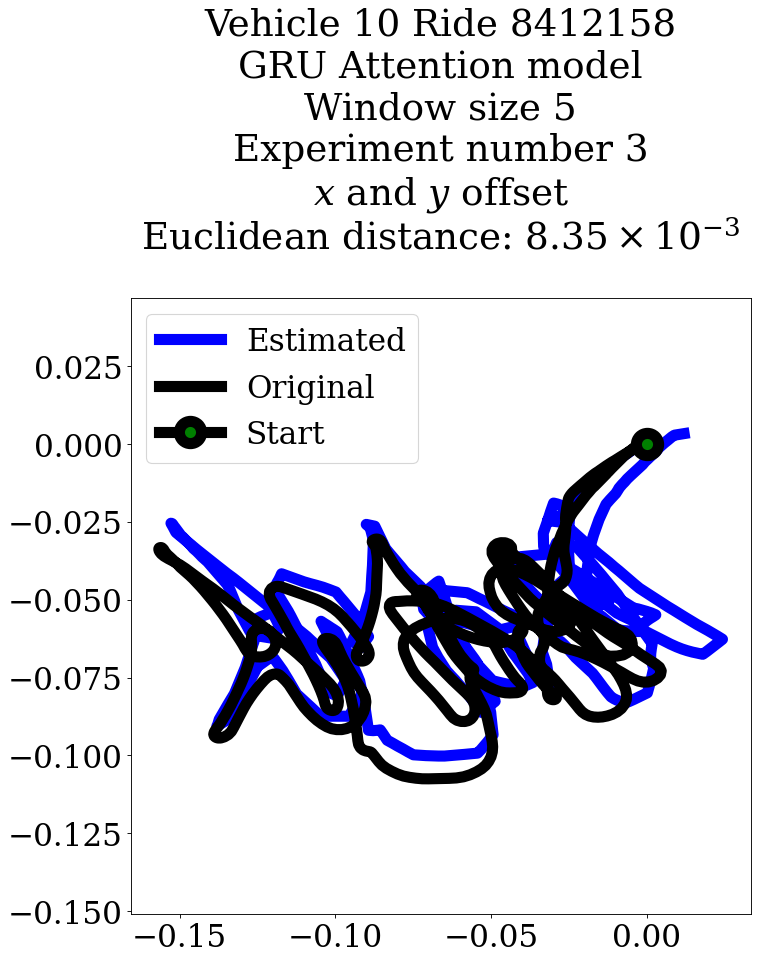 Vehicle 10 Ride 8412158
GRU Attention model
Window size 5
Experiment number 3
x and y offset
Euclidean distance: 8.35 × 10⁻³
Estimated
Original
Start
0.025
0.000
−0.025
−0.050
−0.075
−0.100
−0.125
−0.150
−0.15 −0.10 −0.05 0.00